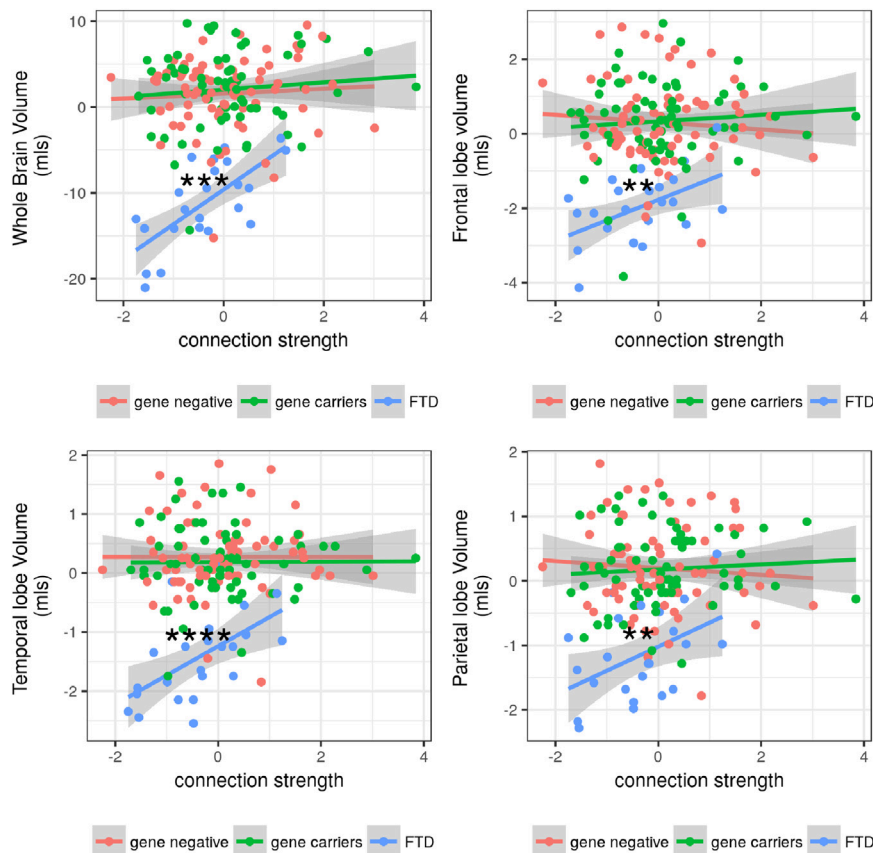 Whole Brain Volume
(mls)
10
0
-10
-20
***
-2
0
2
4
connection strength
gene negative gene carriers FTD
Frontal lobe volume
(mls)
2
0
-2
-4
**
-2
0
2
4
connection strength
gene negative gene carriers FTD
Temporal lobe Volume
(mls)
2
1
0
-1
-2
****
-2
0
2
4
connection strength
gene negative gene carriers FTD
Parietal lobe Volume
(mls)
2
1
0
-1
-2
**
-2
0
2
4
connection strength
gene negative gene carriers FTD